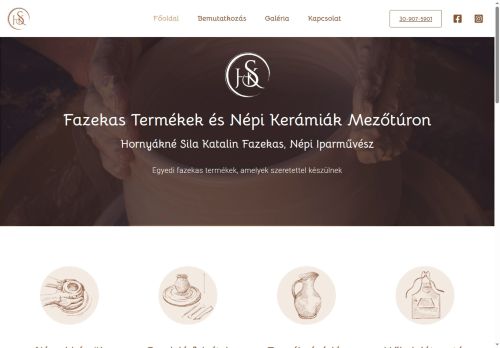 Főoldal
Bemutatkozás
Galéria
Kapcsolat
30-907-5901
Fazekas Termékek és Népi Kerámiák Mezőtúron
Hornyákné Sila Katalin Fazekas, Népi Iparművész
Egyedi fazekas termékek, amelyek szeretettel készülnek